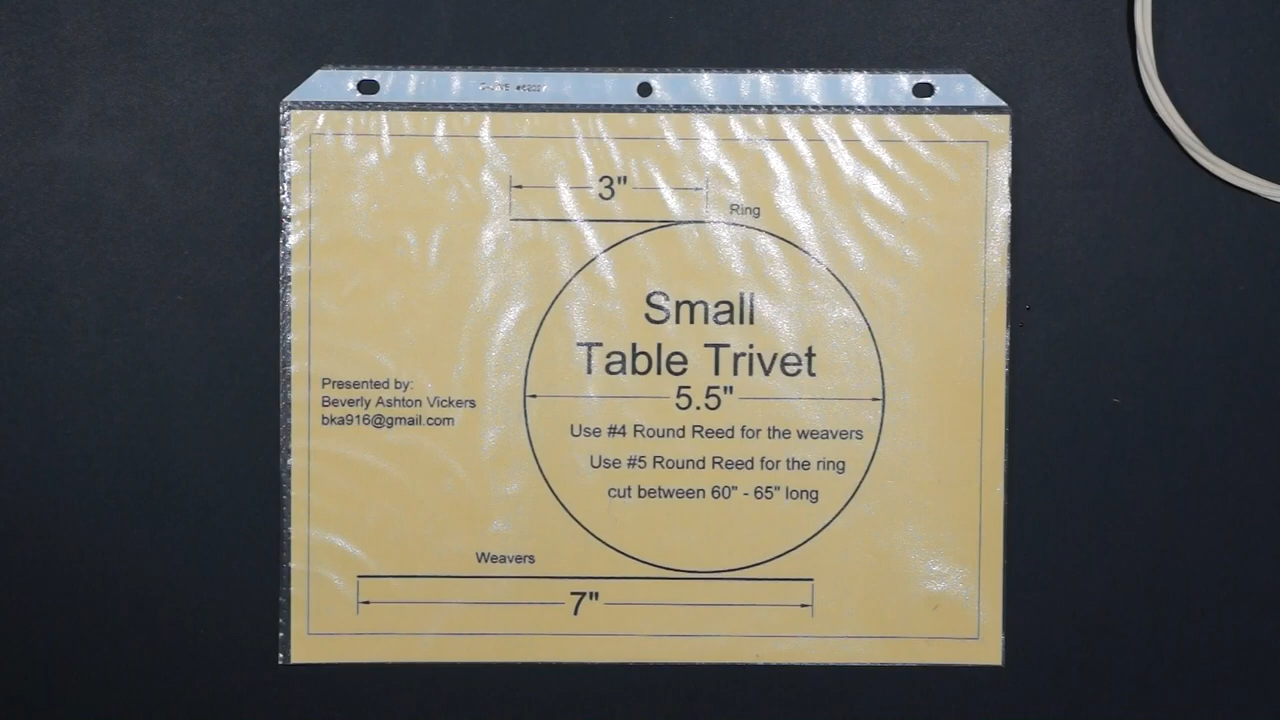 3"
Ring
Small
Table Trivet
5.5"
Use #4 Round Reed for the weavers
Use #5 Round Reed for the ring
cut between 60" - 65" long
Presented by:
Beverly Ashton Vickers
bka916@gmail.com
Weavers
7"